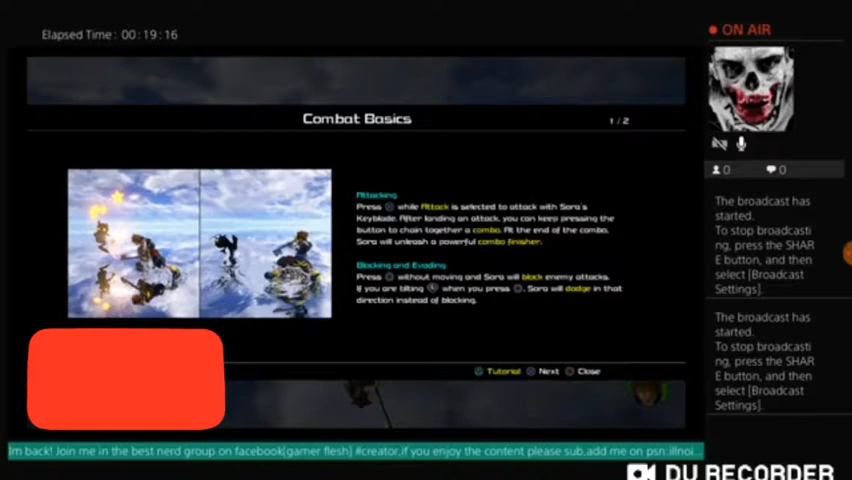 Elapsed Time : 00:19:16
ON AIR
Combat Basics
1 / 2
Attacking
Press while Attack is selected to attack with Sora's
Keyblade. After landing an attack, you can keep pressing the
button to chain together a combo. At the end of the combo,
Sora will unleash a powerful combo finisher.
Blocking and Evading
Press without moving and Sora will block enemy attacks.
If you are tilting when you press , Sora will dodge in that
direction instead of blocking.
Tutorial Next Close
0 0
The broadcast has
started.
To stop broadcasti
ng, press the SHAR
E button, and then
select [Broadcast
Settings].
The broadcast has
started.
To stop broadcasti
ng, press the SHAR
E button, and then
select [Broadcast
Settings].
Im back! Join me in the best nerd group on facebook[gamer flesh] #creator,if you enjoy the content please sub,add me on psn:illnoi...
DU RECORDER